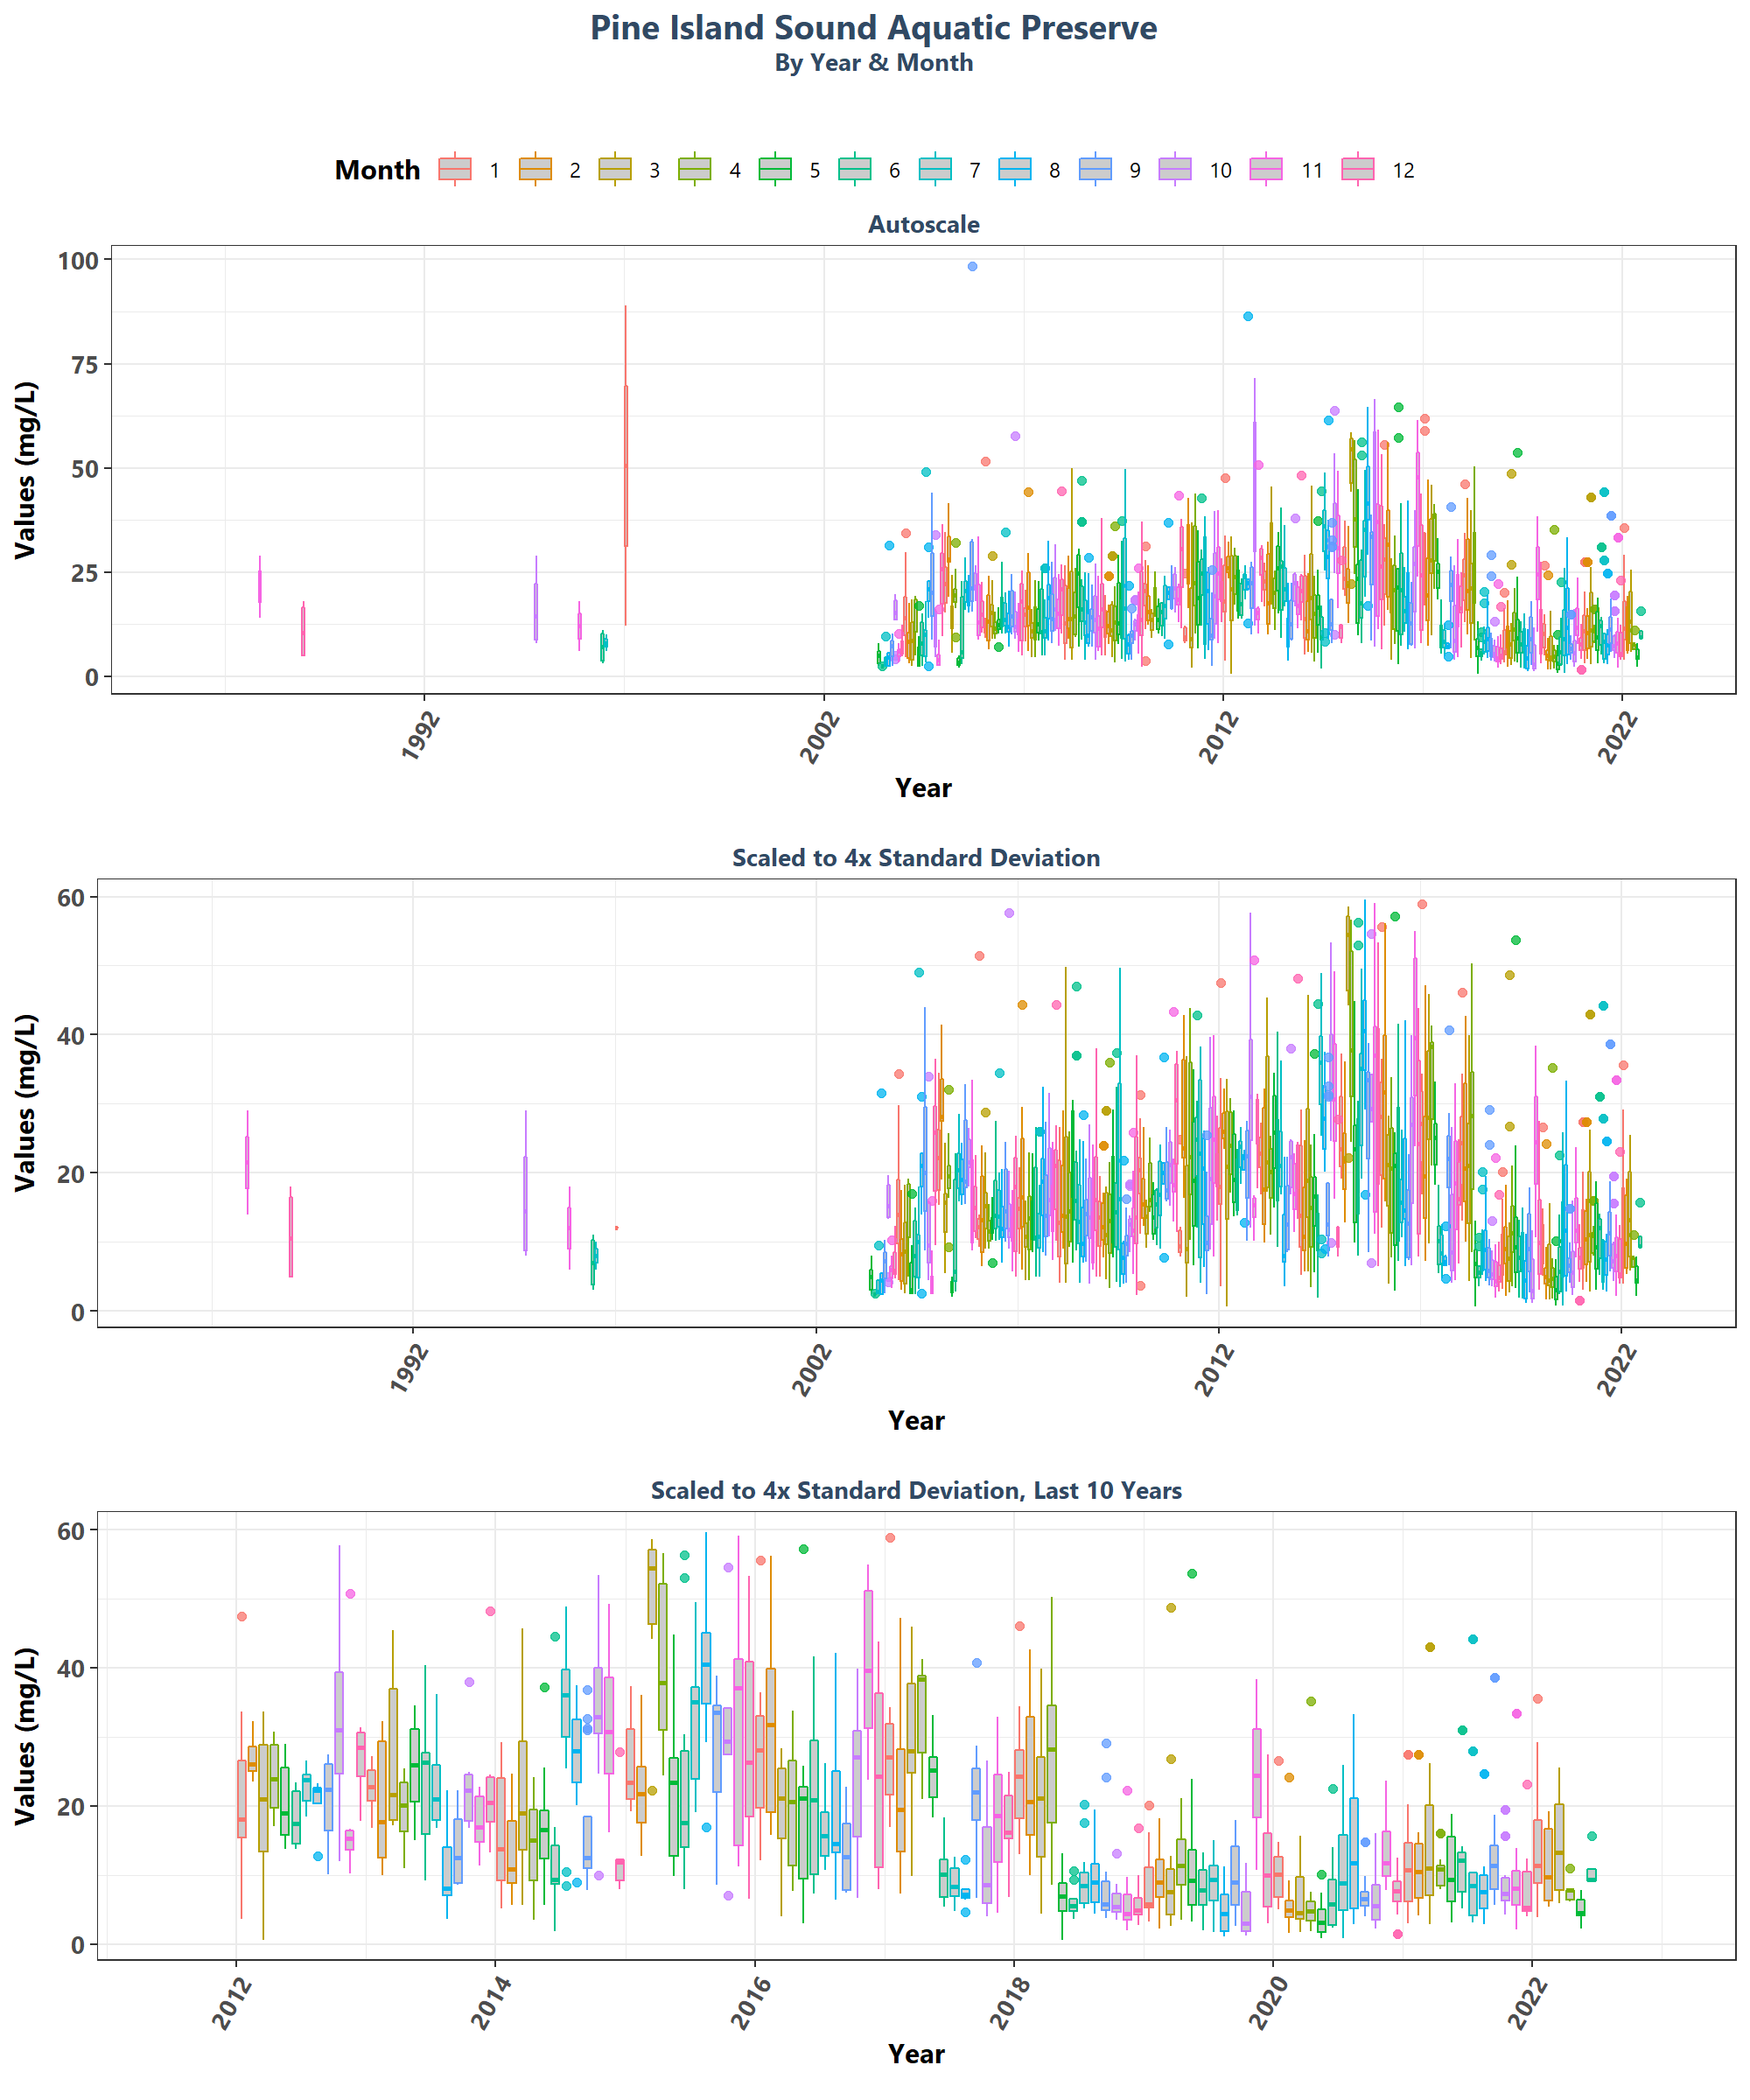 Pine Island Sound Aquatic Preserve
By Year & Month
Month 1 2 3 4 5 6 7 8 9 10 11 12
Autoscale
100
75
50
25
0
Values (mg/L)
1992 2002 2012 2022
Year
Scaled to 4x Standard Deviation
60
40
20
0
Values (mg/L)
1992 2002 2012 2022
Year
Scaled to 4x Standard Deviation, Last 10 Years
60
40
20
0
Values (mg/L)
2012 2014 2016 2018 2020 2022
Year